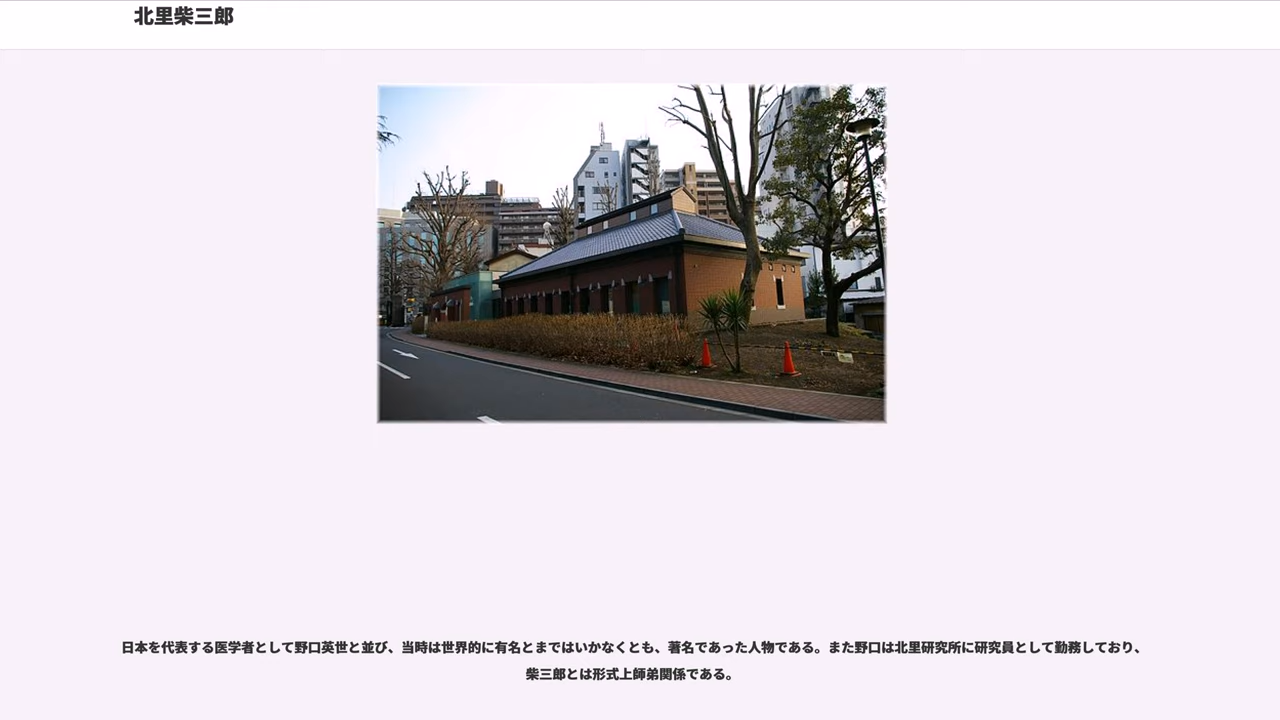 北里柴三郎
日本を代表する医学者として野口英世と並び、当時は世界的に有名とまではいかなくとも、著名であった人物である。また野口は北里研究所に研究員として勤務しており、
柴三郎とは形式上師弟関係である。